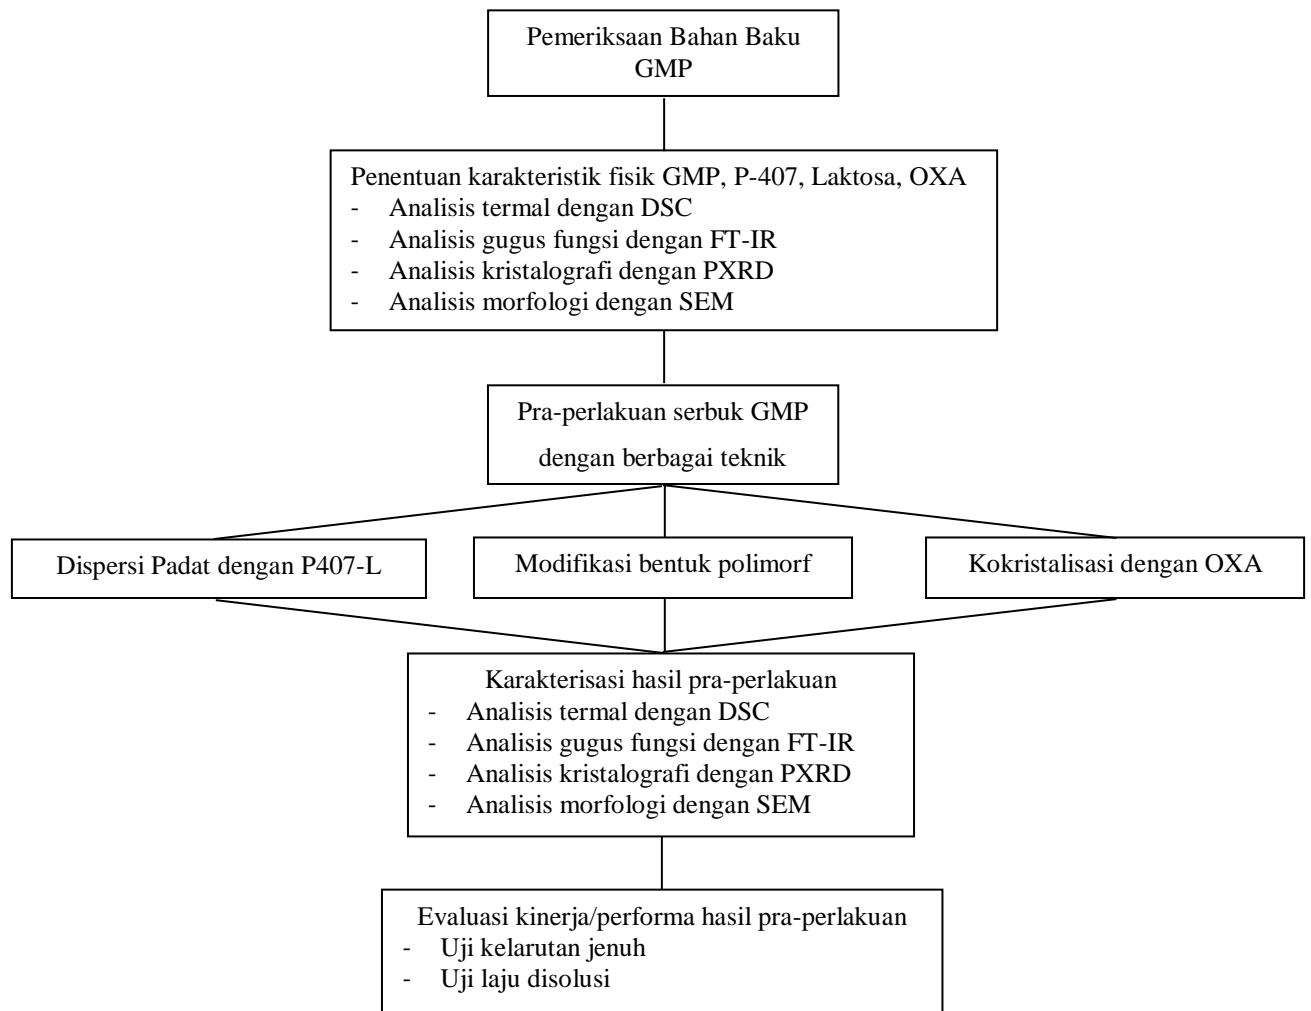 Pemeriksaan Bahan Baku
GMP
Penentuan karakteristik fisik GMP, P-407, Laktosa, OXA
- Analisis termal dengan DSC
- Analisis gugus fungsi dengan FT-IR
- Analisis kristalografi dengan PXRD
- Analisis morfologi dengan SEM
Pra-perlakuan serbuk GMP
dengan berbagai teknik
Dispersi Padat dengan P407-L
Modifikasi bentuk polimorf
Kokristalisasi dengan OXA
Karakterisasi hasil pra-perlakuan
- Analisis termal dengan DSC
- Analisis gugus fungsi dengan FT-IR
- Analisis kristalografi dengan PXRD
- Analisis morfologi dengan SEM
Evaluasi kinerja/performa hasil pra-perlakuan
- Uji kelarutan jenuh
- Uji laju disolusi